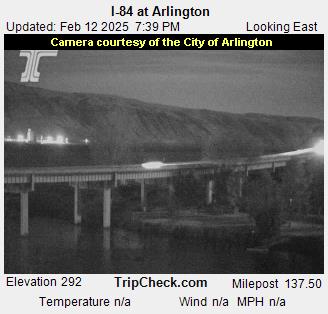 I-84 at Arlington
Updated: Feb 12 2025 7:39 PM Looking East
Camera courtesy of the City of Arlington
Elevation 292 TripCheck.com Milepost 137.50
Temperature n/a Wind n/a MPH n/a